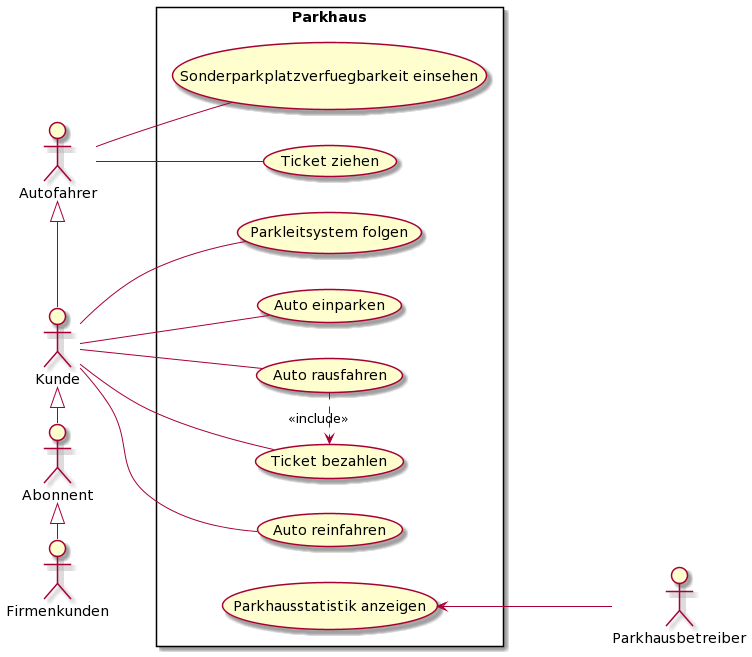 Parkhaus
Sonderparkplatzverfuegbarkeit einsehen
Ticket ziehen
Autofahrer
Parkleitsystem folgen
Auto einparken
Auto rausfahren
Kunde
«include»
Ticket bezahlen
Abonnent
Auto reinfahren
Parkhausstatistik anzeigen
Firmenkunden
Parkhausbetreiber